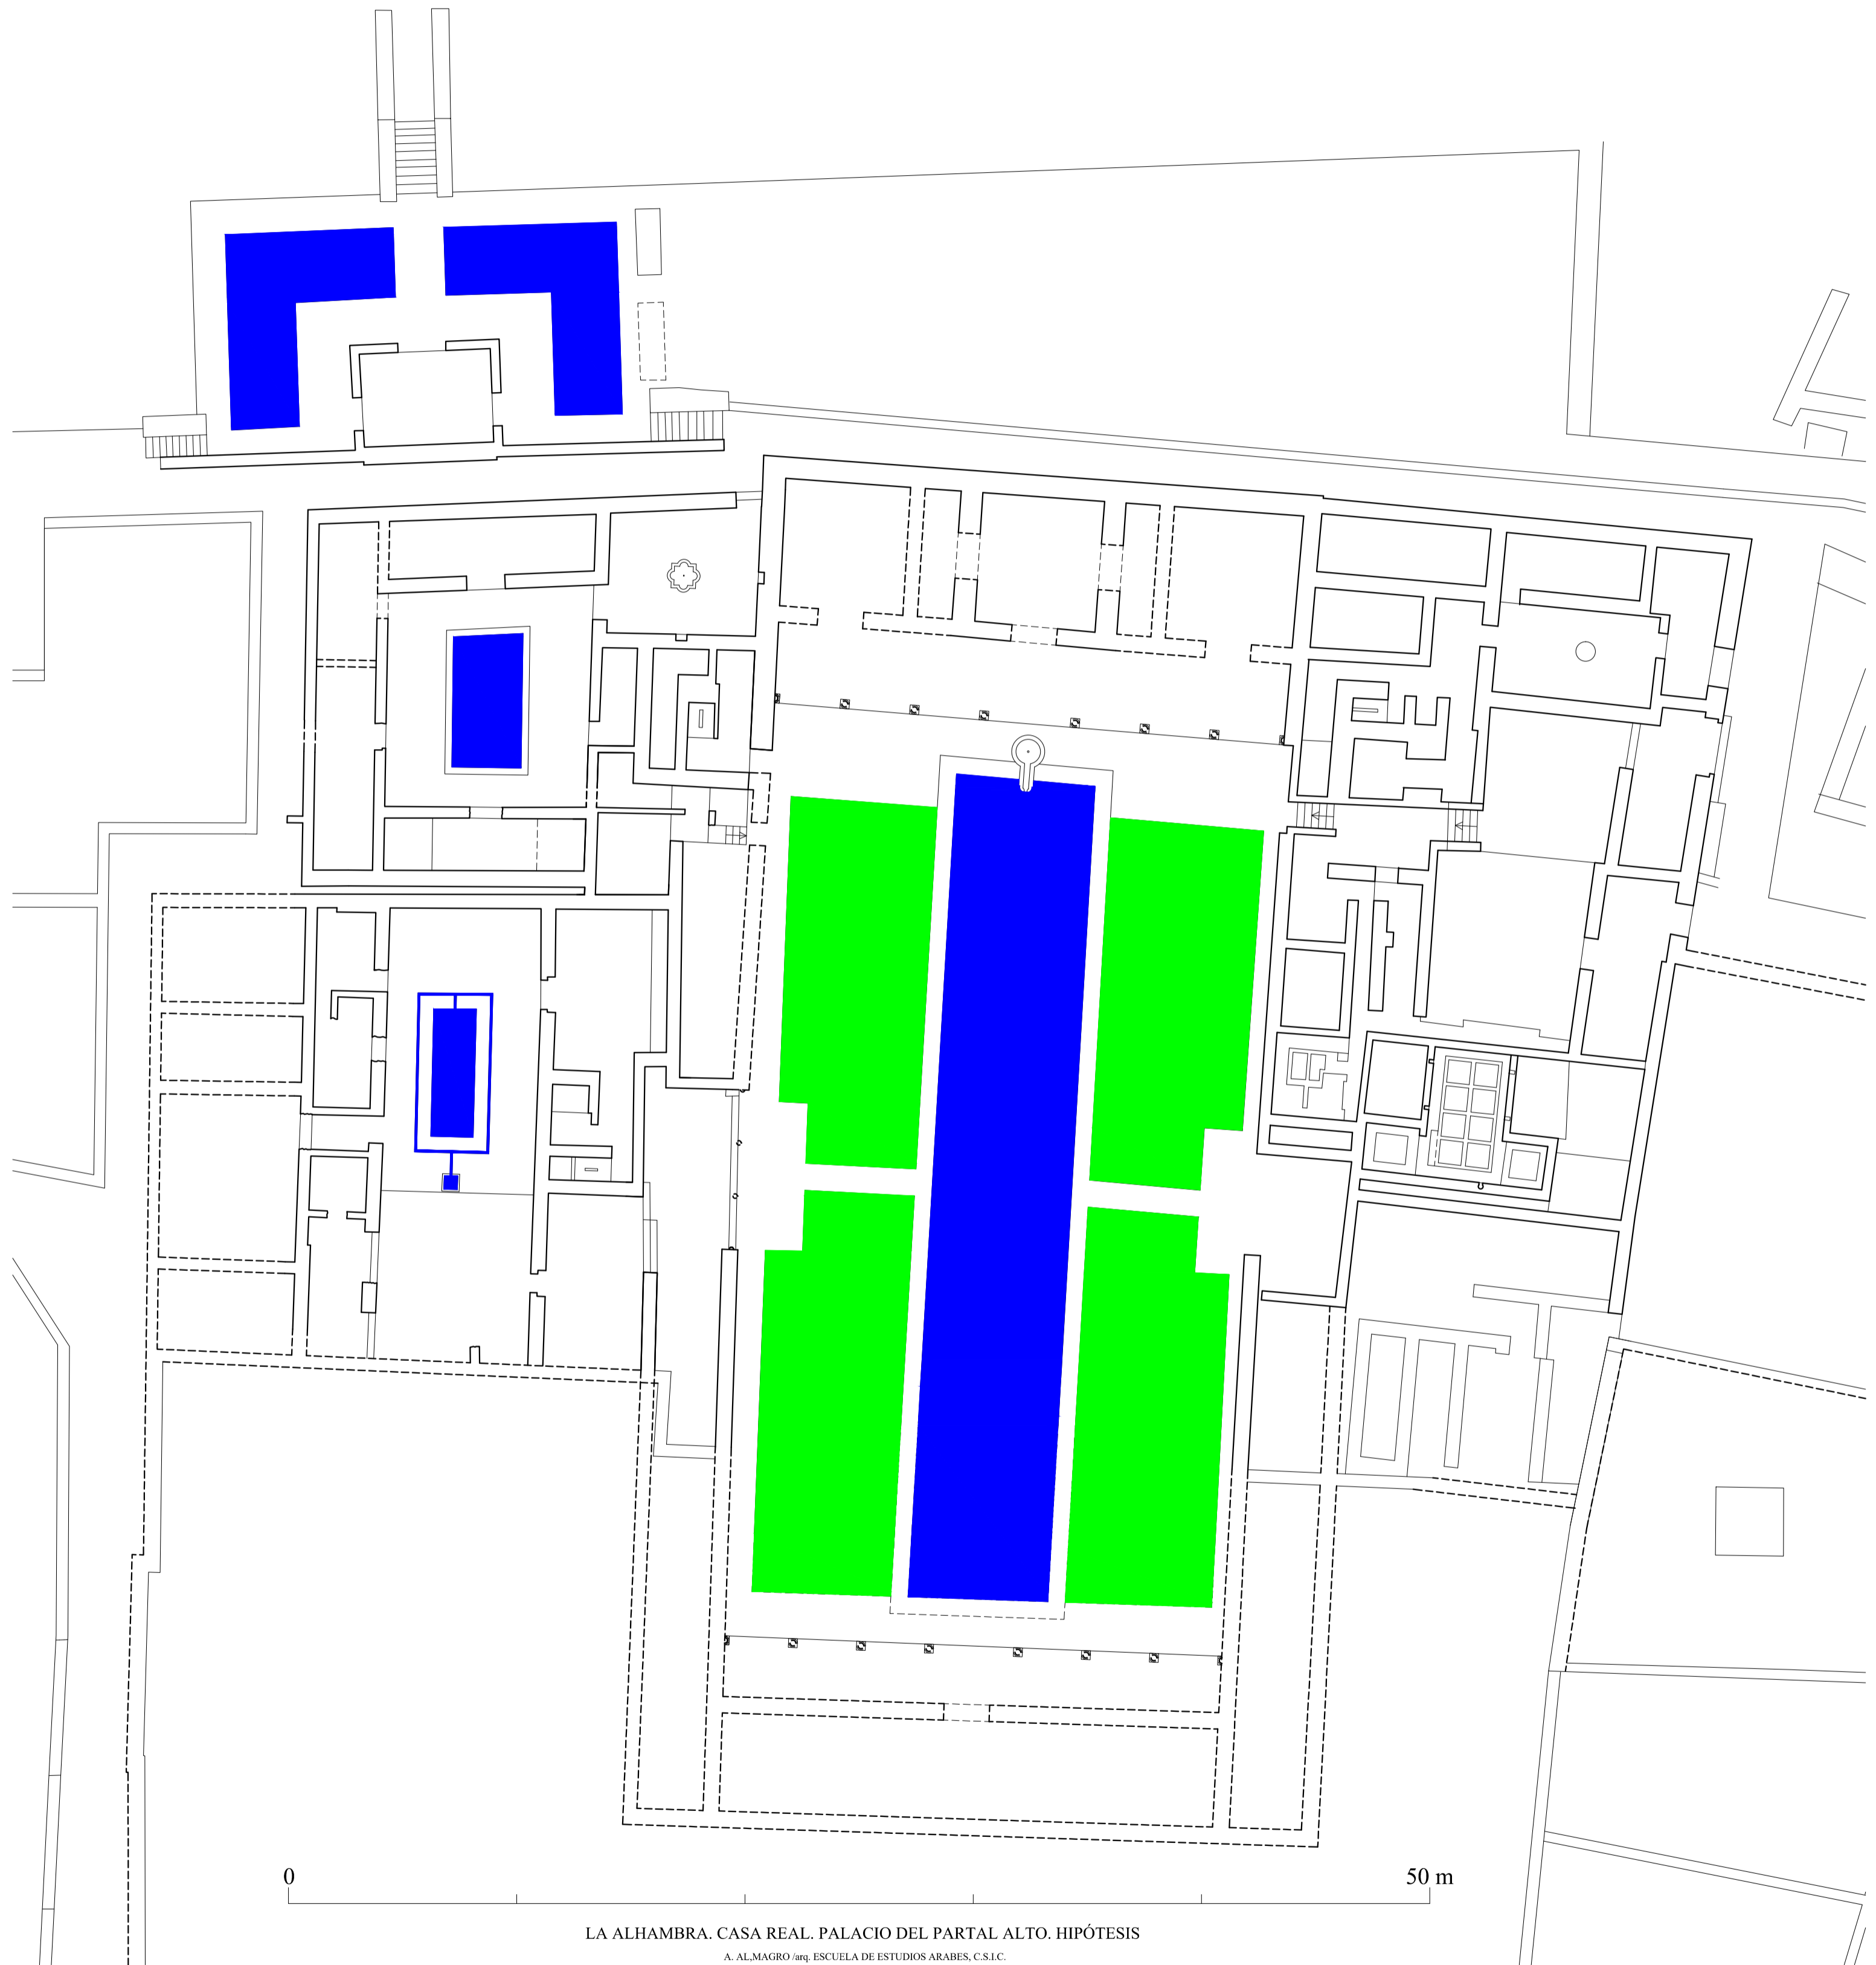 0
50 m
LA ALHAMBRA. CASA REAL. PALACIO DEL PARTAL ALTO. HIPÓTESIS
A. AL,MAGRO /arq. ESCUELA DE ESTUDIOS ARABES, C.S.I.C.